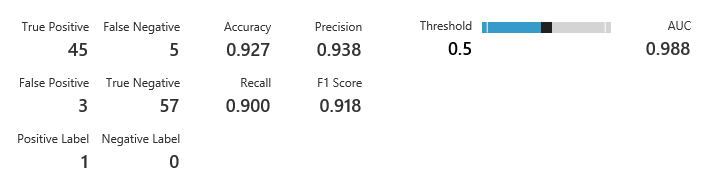 True Positive False Negative Accuracy Precision Threshold AUC
45 5 0.927 0.938 0.5 0.988
False Positive True Negative Recall F1 Score
3 57 0.900 0.918
Positive Label Negative Label
1 0